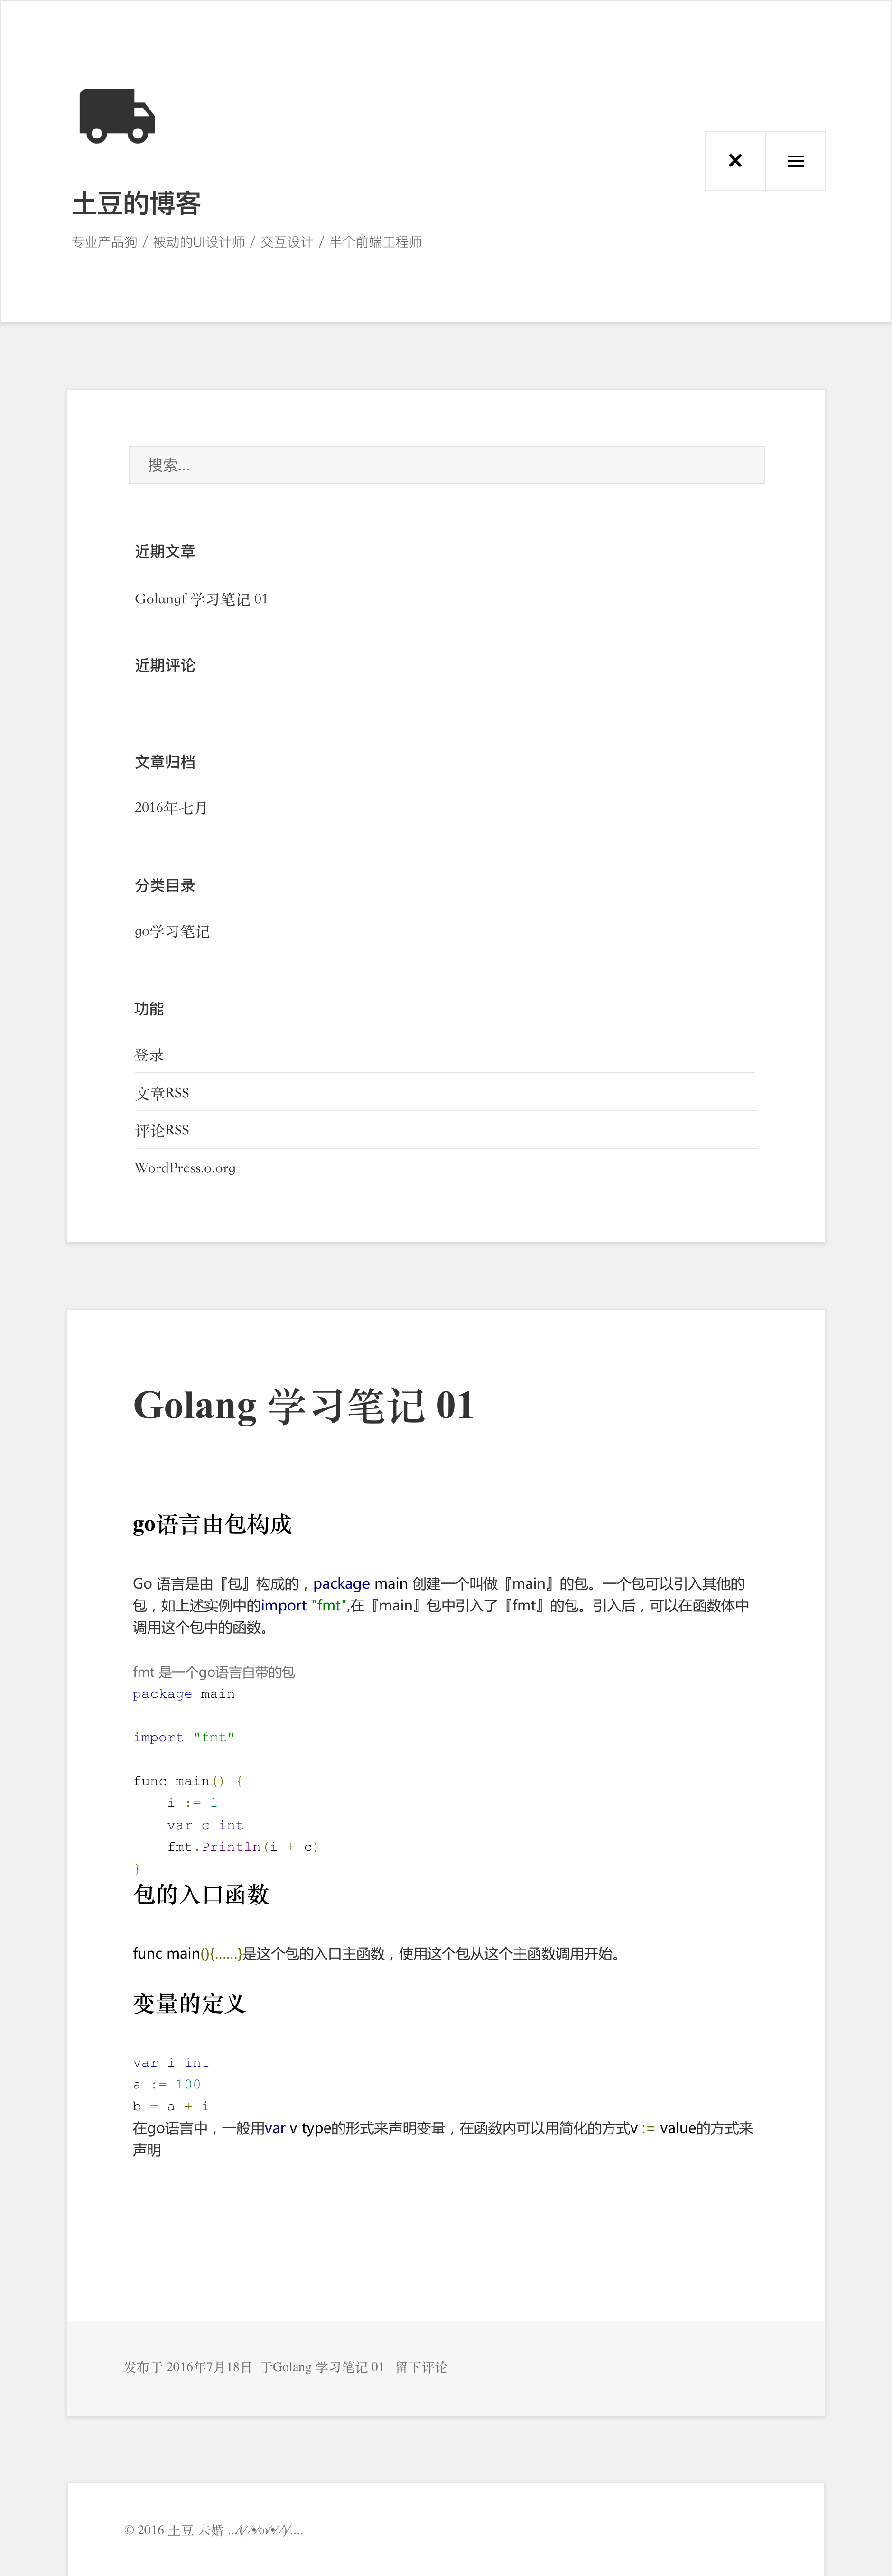 土豆的博客
专业产品狗 / 被动的UI设计师 / 交互设计 / 半个前端工程师
搜索...
近期文章
Golangf 学习笔记 01
近期评论
文章归档
2016年七月
分类目录
go学习笔记
功能
登录
文章RSS
评论RSS
WordPress.o.org
Golang 学习笔记 01
go语言由包构成
Go 语言是由『包』构成的，package main 创建一个叫做『main』的包。一个包可以引入其他的
包，如上述实例中的import "fmt",在『main』包中引入了『fmt』的包。引入后，可以在函数体中
调用这个包中的函数。
fmt 是一个go语言自带的包
package main
import "fmt"
func main() {
    i := 1
    var c int
    fmt.Println(i + c)
}
包的入口函数
func main(){......}是这个包的入口主函数，使用这个包从这个主函数调用开始。
变量的定义
var i int
a := 100
b = a + i
在go语言中，一般用var v type的形式来声明变量，在函数内可以用简化的方式v := value的方式来
声明
发布于 2016年7月18日  于Golang 学习笔记 01   留下评论
© 2016 土豆 未婚